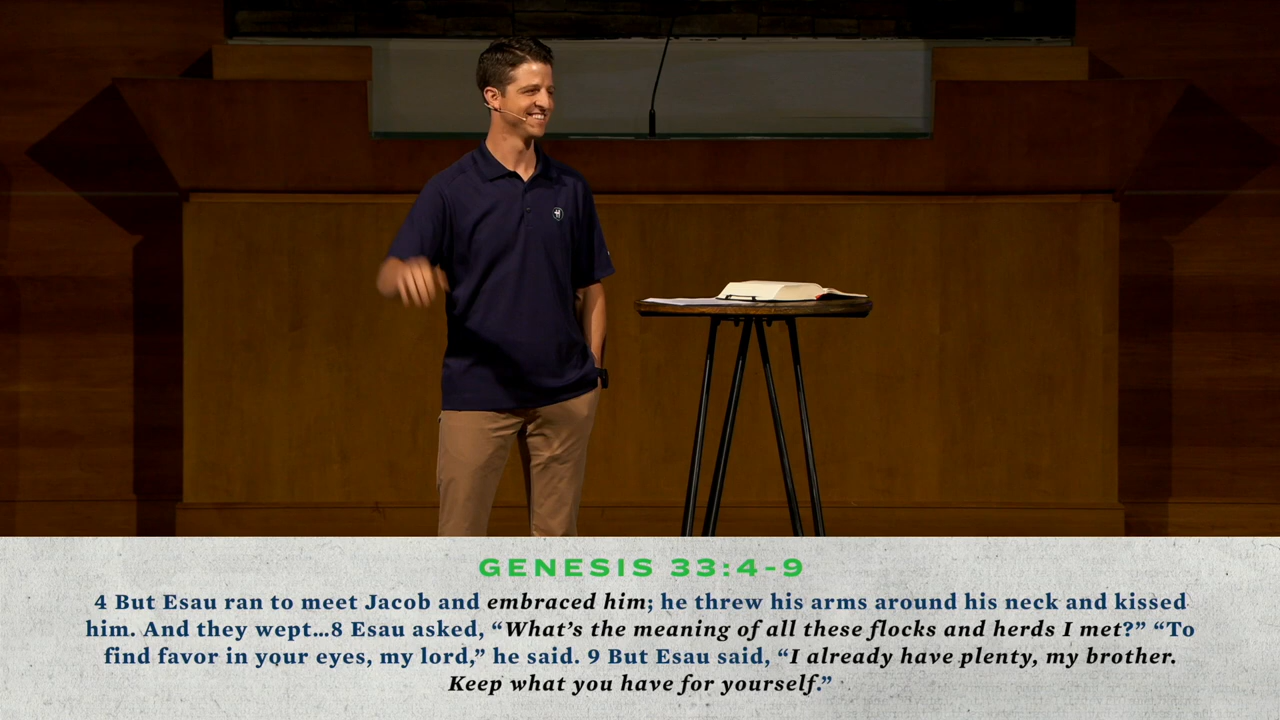 GENESIS 33:4-9
4 But Esau ran to meet Jacob and embraced him; he threw his arms around his neck and kissed
him. And they wept...8 Esau asked, “What’s the meaning of all these flocks and herds I met?” “To
find favor in your eyes, my lord,” he said. 9 But Esau said, “I already have plenty, my brother.
Keep what you have for yourself.”